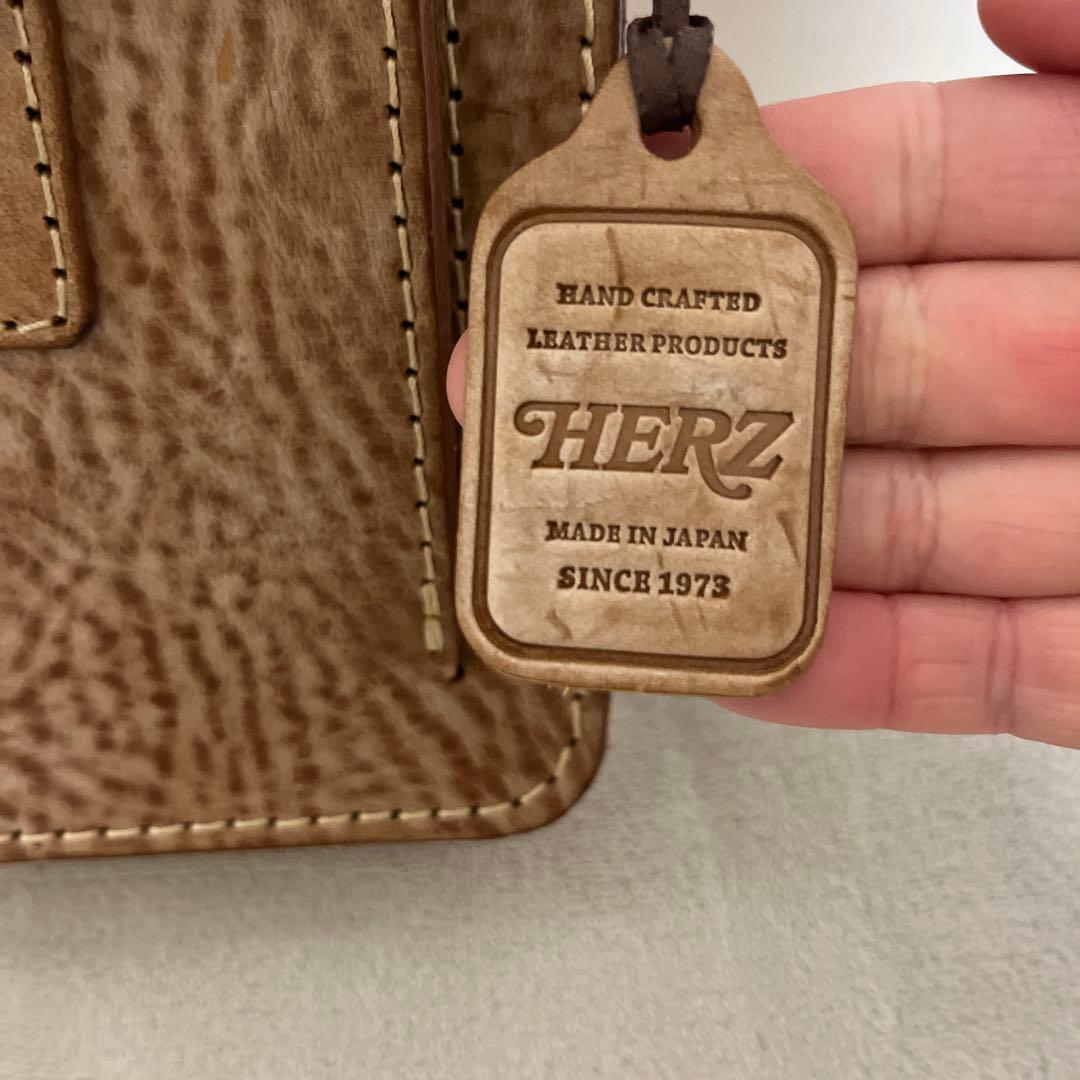 HAND CRAFTED
LEATHER PRODUCTS
HERZ
MADE IN JAPAN
SINCE 1973